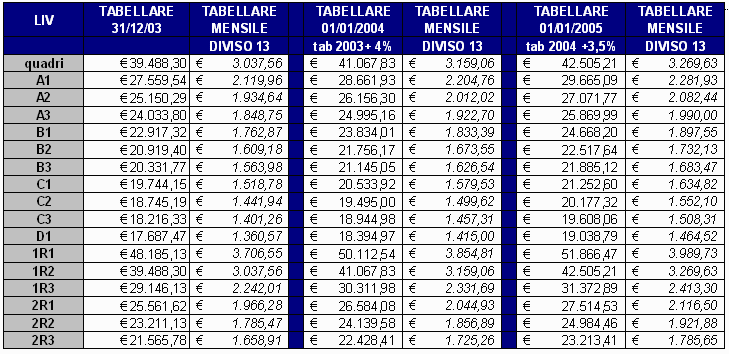 LIV TABELLARE 31/12/03 TABELLARE MENSILE TABELLARE 01/01/2004 TABELLARE MENSILE TABELLARE 01/01/2005 TABELLARE MENSILE
DIVISO 13 tab 2003+ 4% DIVISO 13 tab 2004 +3,5% DIVISO 13
quadri € 39.488,30 € 3.037,56 € 41.067,83 € 3.159,06 € 42.505,21 € 3.269,63
A1 € 27.559,54 € 2.119,96 € 28.661,93 € 2.204,76 € 29.665,09 € 2.281,93
A2 € 25.150,29 € 1.934,64 € 26.156,30 € 2.012,02 € 27.071,77 € 2.082,44
A3 € 24.033,80 € 1.848,75 € 24.995,16 € 1.922,70 € 25.869,99 € 1.990,00
B1 € 22.917,32 € 1.762,87 € 23.834,01 € 1.833,39 € 24.668,20 € 1.897,55
B2 € 20.919,40 € 1.609,18 € 21.756,17 € 1.673,55 € 22.517,64 € 1.732,13
B3 € 20.331,77 € 1.563,98 € 21.145,05 € 1.626,54 € 21.885,12 € 1.683,47
C1 € 19.744,15 € 1.518,78 € 20.533,92 € 1.579,53 € 21.252,60 € 1.634,82
C2 € 18.745,19 € 1.441,94 € 19.495,00 € 1.499,62 € 20.177,32 € 1.552,10
C3 € 18.216,33 € 1.401,26 € 18.944,98 € 1.457,31 € 19.608,06 € 1.508,31
D1 € 17.687,47 € 1.360,57 € 18.394,97 € 1.415,00 € 19.038,79 € 1.464,52
1R1 € 48.185,13 € 3.706,55 € 50.112,54 € 3.854,81 € 51.866,47 € 3.989,73
1R2 € 39.488,30 € 3.037,56 € 41.067,83 € 3.159,06 € 42.505,21 € 3.269,63
1R3 € 29.146,13 € 2.242,01 € 30.311,98 € 2.331,69 € 31.372,89 € 2.413,30
2R1 € 25.561,62 € 1.966,28 € 26.584,08 € 2.044,93 € 27.514,53 € 2.116,50
2R2 € 23.211,13 € 1.785,47 € 24.139,58 € 1.856,89 € 24.984,46 € 1.921,88
2R3 € 21.565,78 € 1.658,91 € 22.428,41 € 1.725,26 € 23.213,41 € 1.785,65